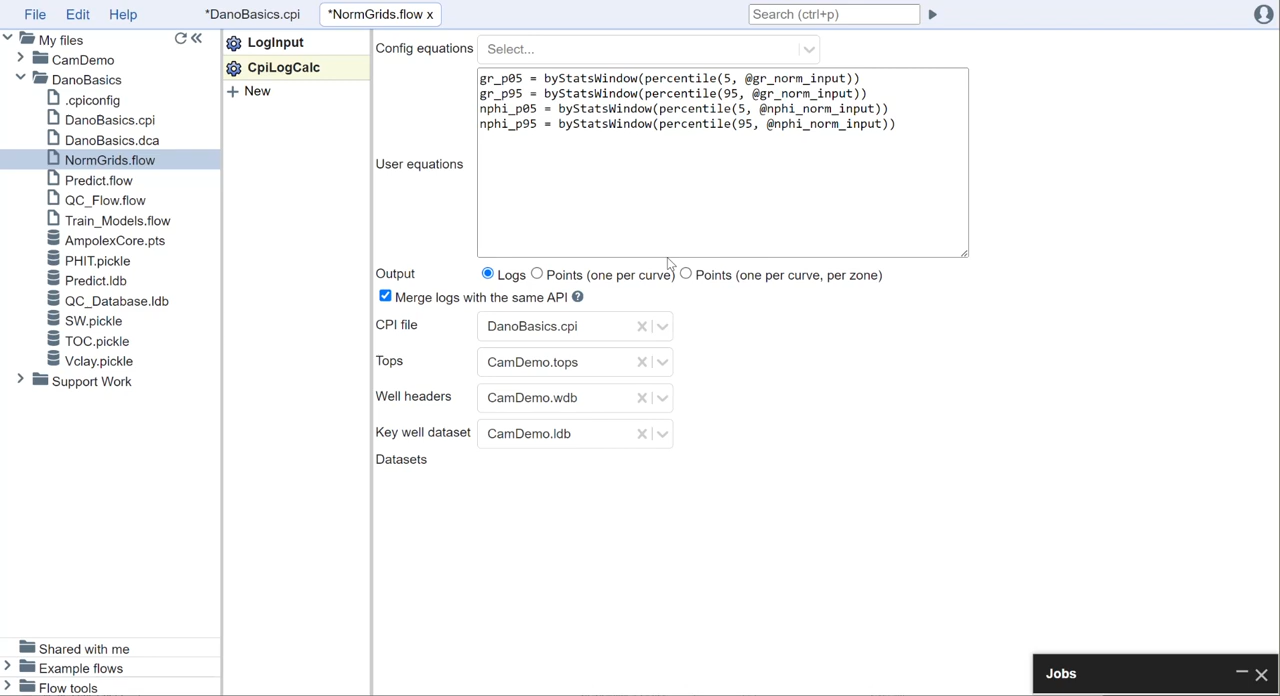 File Edit Help *DanoBasics.cpi *NormGrids.flow x Search (ctrl+p)
My files
CamDemo
DanoBasics
.cpiconfig
DanoBasics.cpi
DanoBasics.dca
NormGrids.flow
Predict.flow
QC_Flow.flow
Train_Models.flow
AmpolexCore.pts
PHIT.pickle
Predict.ldb
QC_Database.ldb
SW.pickle
TOC.pickle
Vclay.pickle
Support Work
Shared with me
Example flows
Flow tools
LogInput
CpiLogCalc
+ New
Config equations Select...
User equations
gr_p05 = byStatsWindow(percentile(5, @gr_norm_input))
gr_p95 = byStatsWindow(percentile(95, @gr_norm_input))
nphi_p05 = byStatsWindow(percentile(5, @nphi_norm_input))
nphi_p95 = byStatsWindow(percentile(95, @nphi_norm_input))
Output Logs Points (one per curve) Points (one per curve, per zone)
Merge logs with the same API ?
CPI file DanoBasics.cpi
Tops CamDemo.tops
Well headers CamDemo.wdb
Key well dataset CamDemo.ldb
Datasets
Jobs